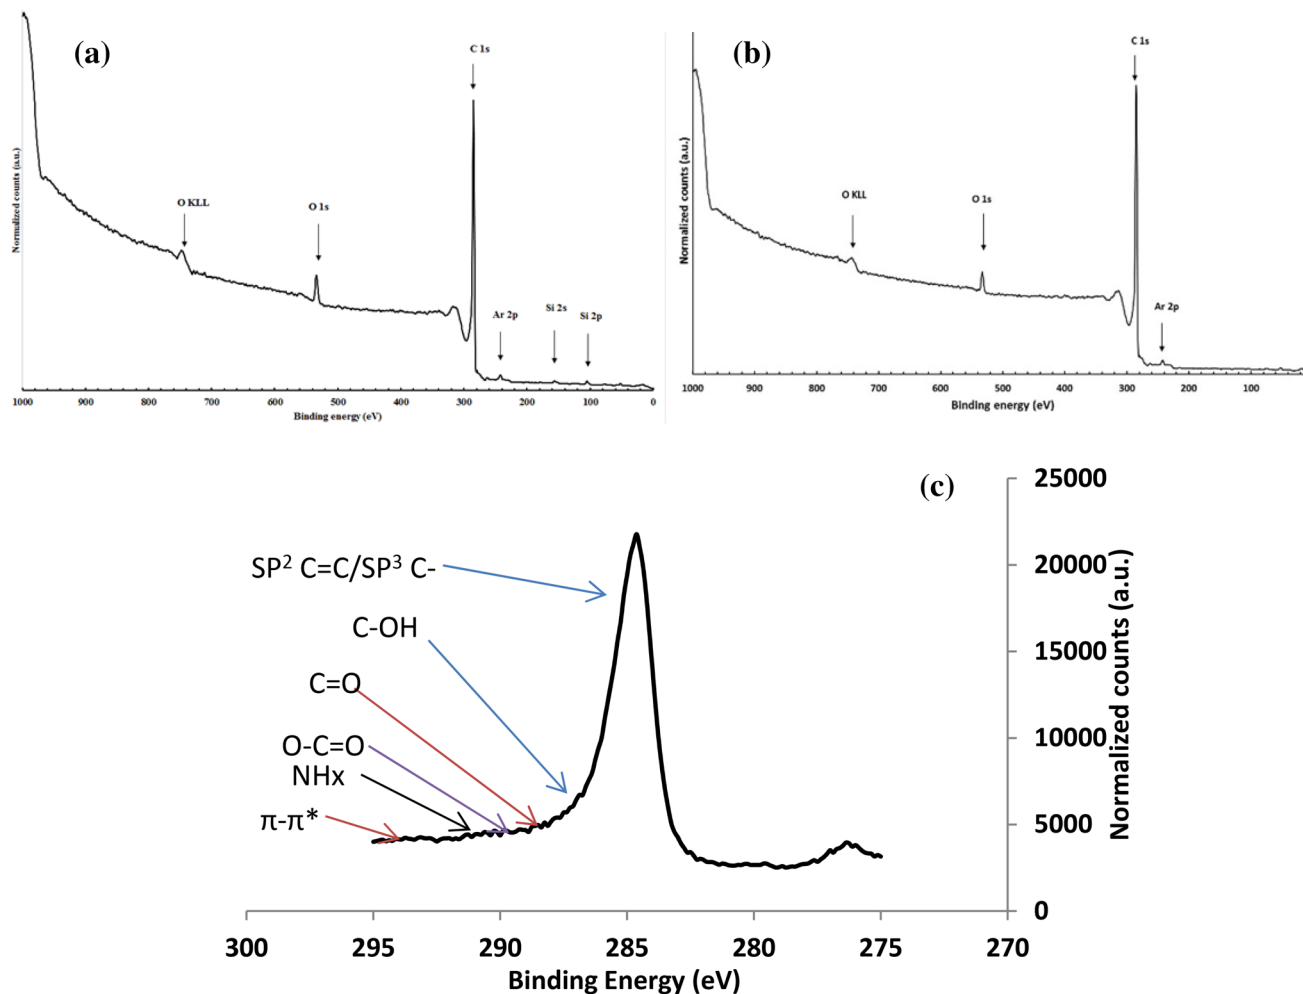 (a)
C 1s
O KLL
O 1s
Ar 2p
Si 2s
Si 2p
Normalized counts (a.u.)
1000 900 800 700 600 500 400 300 200 100 0
Binding energy (eV)
(b)
C 1s
O KLL
O 1s
Ar 2p
Normalized counts (a.u.)
1000 900 800 700 600 500 400 300 200 100
Binding energy (eV)
(c)
SP² C=C/SP³ C-
C-OH
C=O
O-C=O
NHx
π-π*
25000
20000
15000
10000
5000
0
Normalized counts (a.u.)
300 295 290 285 280 275 270
Binding Energy (eV)